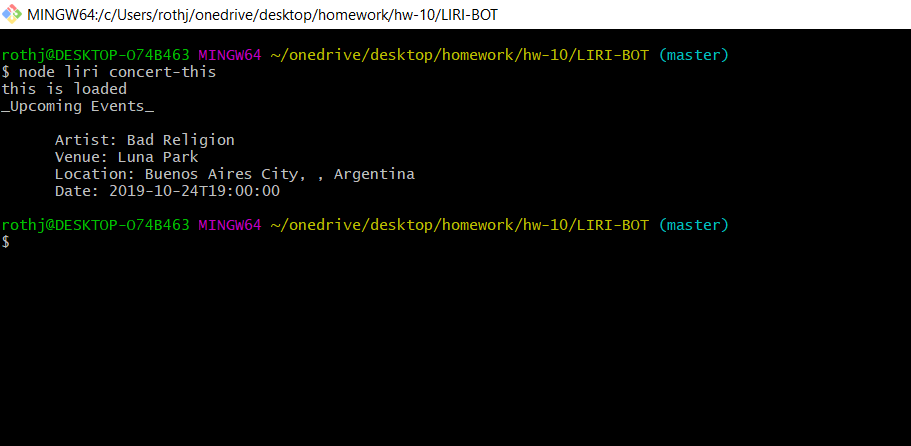 MINGW64:/c/Users/rothj/onedrive/desktop/homework/hw-10/LIRI-BOT
rothj@DESKTOP-O74B463 MINGW64 ~/onedrive/desktop/homework/hw-10/LIRI-BOT (master)
$ node liri concert-this
this is loaded
_Upcoming Events_
Artist: Bad Religion
Venue: Luna Park
Location: Buenos Aires City, , Argentina
Date: 2019-10-24T19:00:00
rothj@DESKTOP-O74B463 MINGW64 ~/onedrive/desktop/homework/hw-10/LIRI-BOT (master)
$